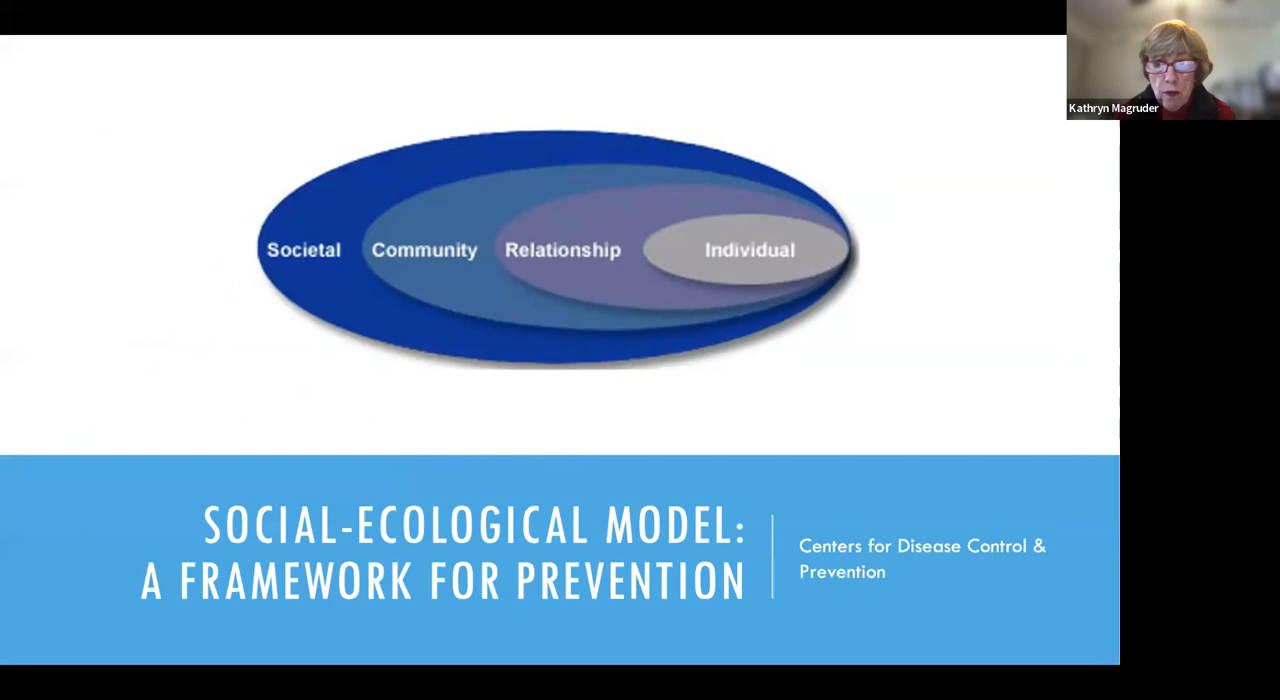 Kathryn Magruder
Societal Community Relationship Individual
SOCIAL-ECOLOGICAL MODEL:
A FRAMEWORK FOR PREVENTION
Centers for Disease Control &
Prevention